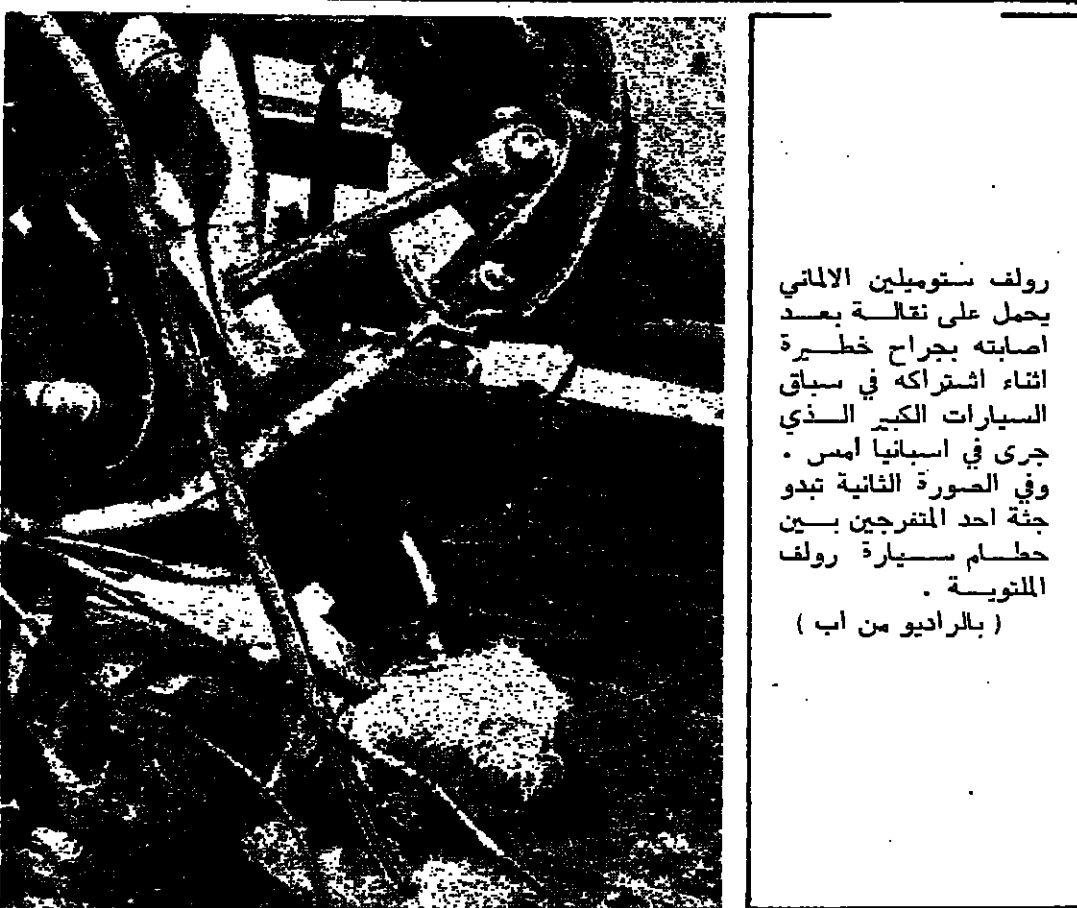 رولف ستوميلين الالماني
يحمل على نقالـــة بعـــد
اصابته بجراح خطـــيرة
اثناء اشتراكه في سباق
السيارات الكبير الـــذي
جرى في اسبانيا أمس .
وفي الصورة الثانية تبدو
جثة احد المتفرجين بـــين
حطـــام ســـيارة رولف
الملتويـــة .
( بالراديو من اب )